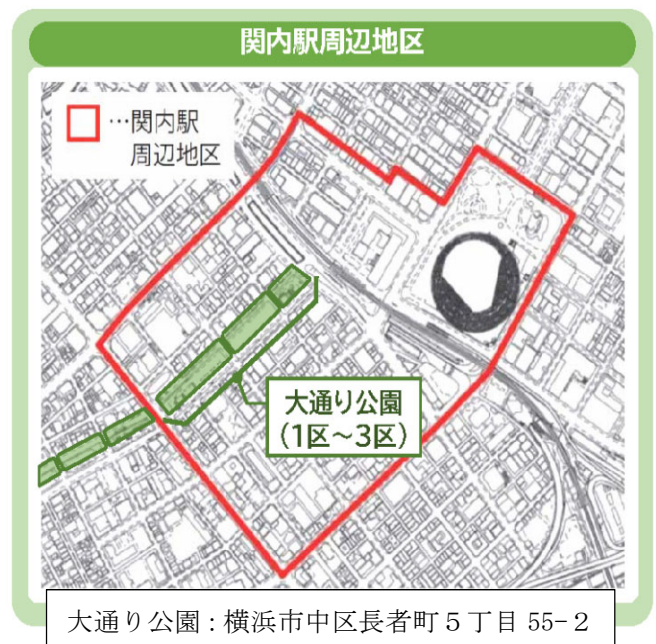 関内駅周辺地区
…関内駅
周辺地区
大通り公園
（1区～3区）
大通り公園：横浜市中区長者町５丁目 55-２